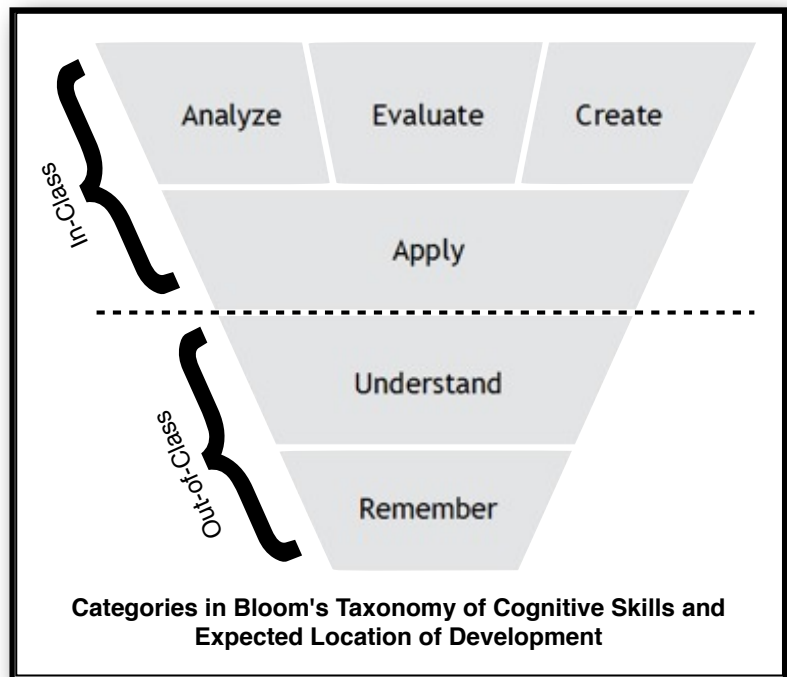 Analyze
Evaluate
Create
In-Class
Apply
Understand
Out-of-Class
Remember
Categories in Bloom's Taxonomy of Cognitive Skills and
Expected Location of Development